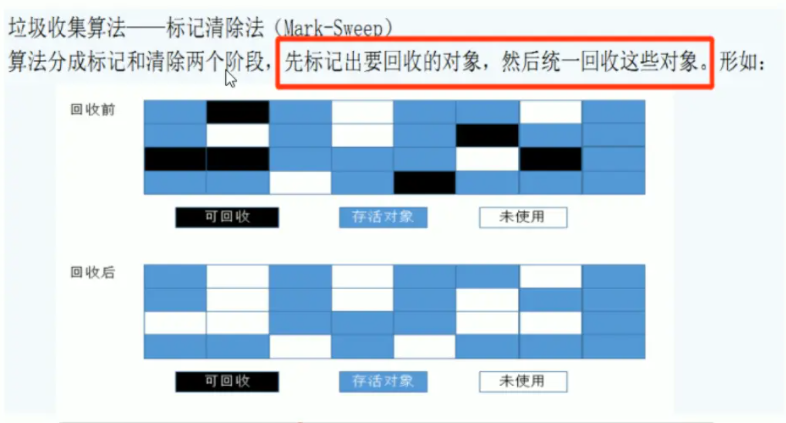 垃圾收集算法——标记清除法（Mark-Sweep）
算法分成标记和清除两个阶段，先标记出要回收的对象，然后统一回收这些对象。形如：
回收前
可回收 存活对象 未使用
回收后
可回收 存活对象 未使用